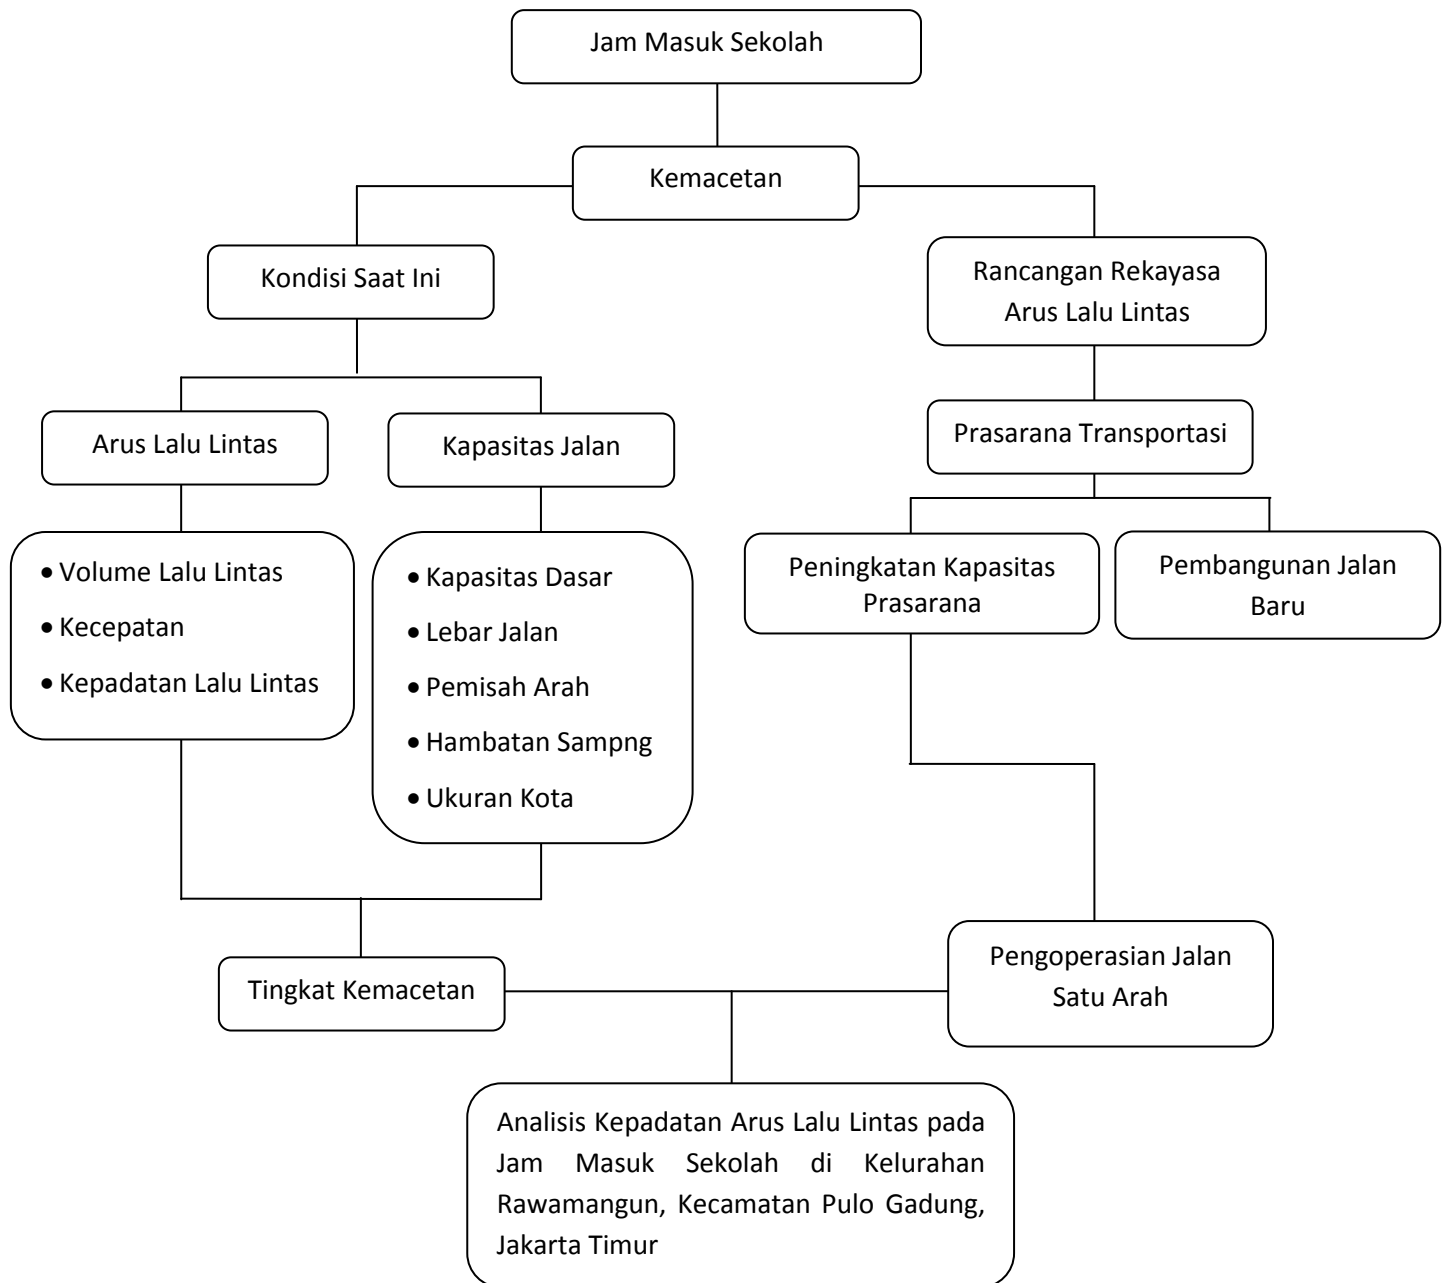 Jam Masuk Sekolah
Kemacetan
Kondisi Saat Ini
Rancangan Rekayasa
Arus Lalu Lintas
Arus Lalu Lintas
Kapasitas Jalan
Prasarana Transportasi
• Volume Lalu Lintas
• Kecepatan
• Kepadatan Lalu Lintas
• Kapasitas Dasar
• Lebar Jalan
• Pemisah Arah
• Hambatan Sampng
• Ukuran Kota
Peningkatan Kapasitas
Prasarana
Pembangunan Jalan
Baru
Tingkat Kemacetan
Pengoperasian Jalan
Satu Arah
Analisis Kepadatan Arus Lalu Lintas pada
Jam Masuk Sekolah di Kelurahan
Rawamangun, Kecamatan Pulo Gadung,
Jakarta Timur